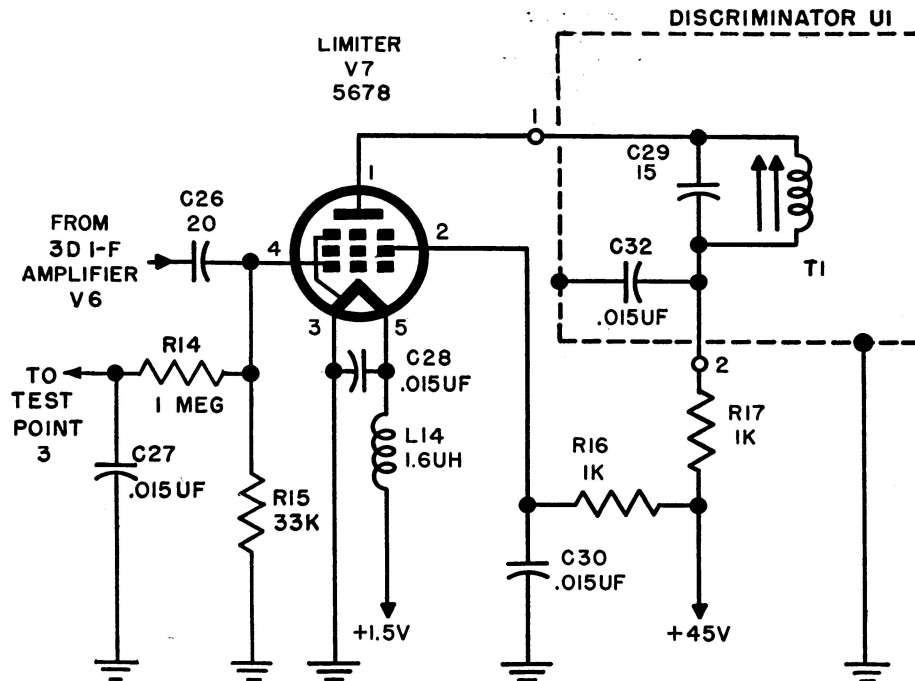 DISCRIMINATOR U1
LIMITER
V7
5678
1
C29
15
1
C26
20
FROM
3D I-F
AMPLIFIER
V6
4
2
C32
.015UF
T1
3
5
R14
1 MEG
C28
.015UF
2
TO
TEST
POINT
3
R17
1K
L14
1.6UH
R16
1K
C27
.015UF
R15
33K
C30
.015UF
+1.5V
+45V